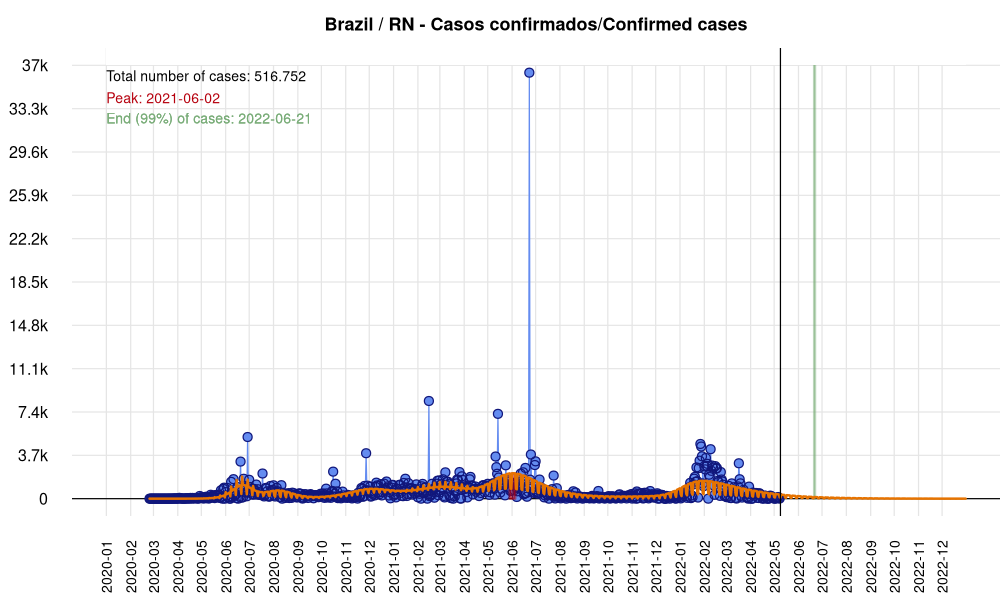 Brazil / RN - Casos confirmados/Confirmed cases
37k
Total number of cases: 516.752
Peak: 2021-06-02
33.3k
End (99%) of cases: 2022-06-21
29.6k
25.9k
22.2k
18.5k
14.8k
11.1k
7.4k
3.7k
0
2020-01
2020-02
2020-03
2020-04
2020-05
2020-06
2020-07
2020-08
2020-09
2020-10
2020-11
2020-12
2021-01
2021-02
2021-03
2021-04
2021-05
2021-06
2021-07
2021-08
2021-09
2021-10
2021-11
2021-12
2022-01
2022-02
2022-03
2022-04
2022-05
2022-06
2022-07
2022-08
2022-09
2022-10
2022-11
2022-12